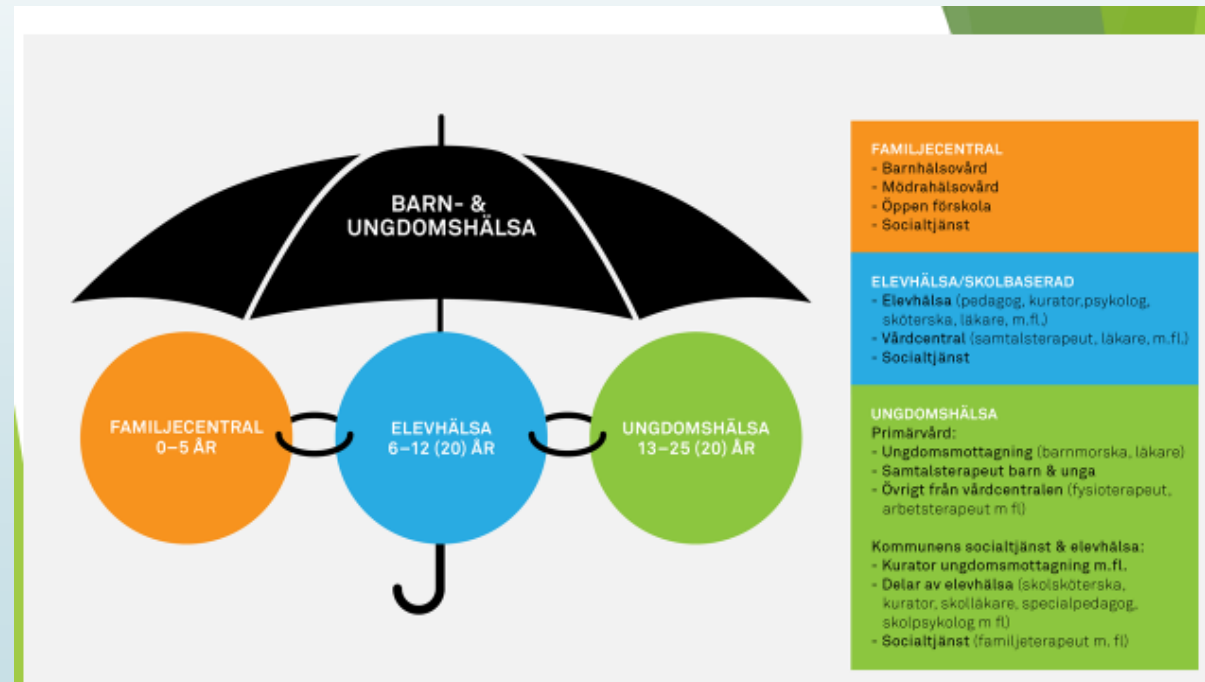 BARN- &
UNGDOMSHÄLSA
FAMILJECENTRAL
0–5 ÅR
ELEVHÄLSA
6–12 (20) ÅR
UNGDOMSHÄLSA
13–25 (20) ÅR
FAMILJECENTRAL
- Barnhälsovård
- Mödrahälsovård
- Öppen förskola
- Socialtjänst
ELEVHÄLSA/SKOLBASERAD
- Elevhälsa (pedagog, kurator,psykolog,
sköterska, läkare, m.fl.)
- Vårdcentral (samtalsterapeut, läkare, m.fl.)
- Socialtjänst
UNGDOMSHÄLSA
Primärvård:
- Ungdomsmottagning (barnmorska, läkare)
- Samtalsterapeut barn & unga
- Övrigt från vårdcentralen (fysioterapeut,
arbetsterapeut m fl)
Kommunens socialtjänst & elevhälsa:
- Kurator ungdomsmottagning m.fl.
- Delar av elevhälsa (skolsköterska,
kurator, skolläkare, specialpedagog,
skolpsykolog m fl)
- Socialtjänst (familjeterapeut m. fl)